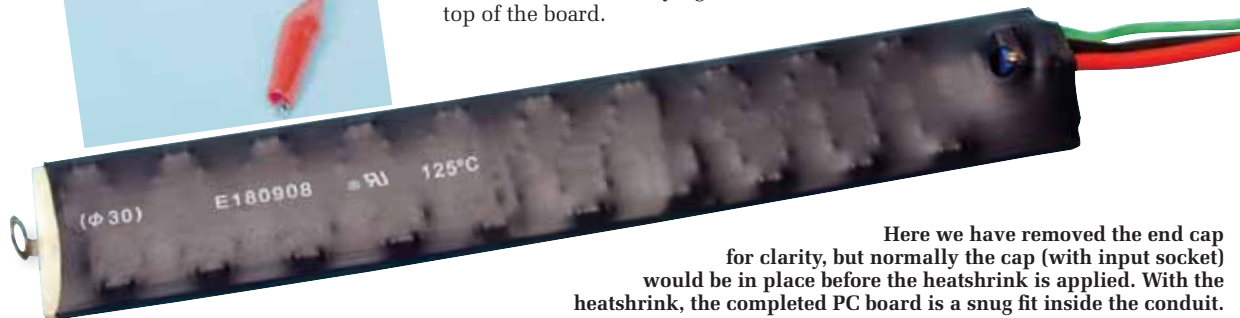 top of the board.
(Φ30)
E180908
125°C
Here we have removed the end cap
for clarity, but normally the cap (with input socket)
would be in place before the heatshrink is applied. With the
heatshrink, the completed PC board is a snug fit inside the conduit.